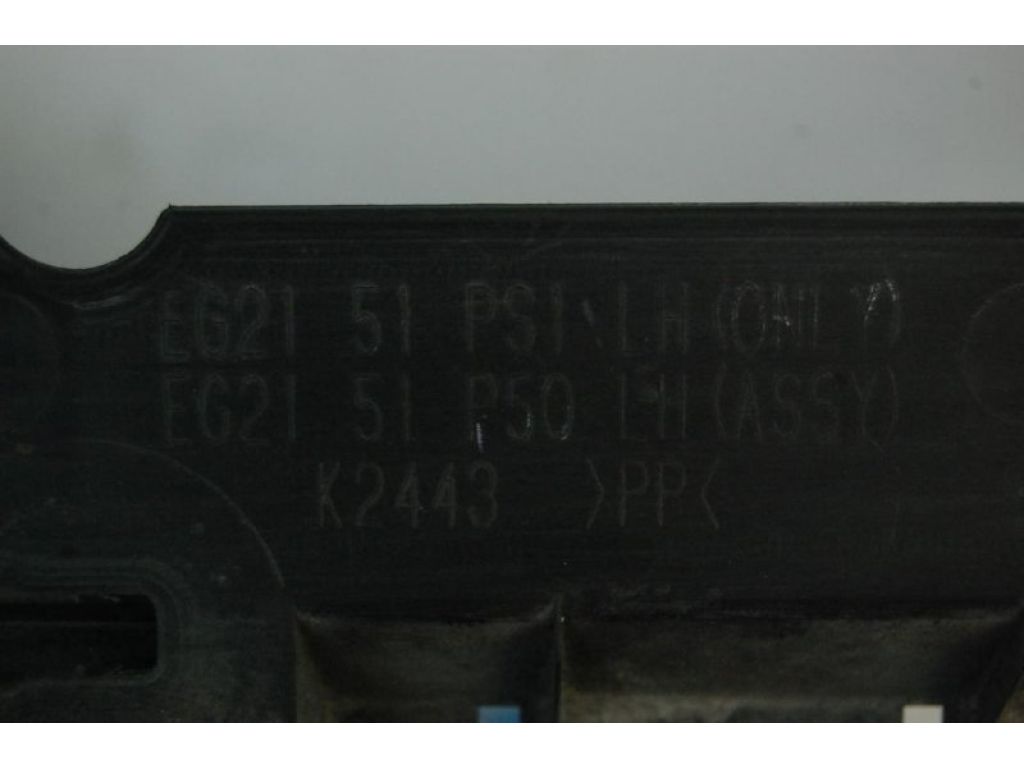 EG21 51 PS1 LH (ONLY)
EG21 51 P50 LH (ASSY)
K2443 >PP<